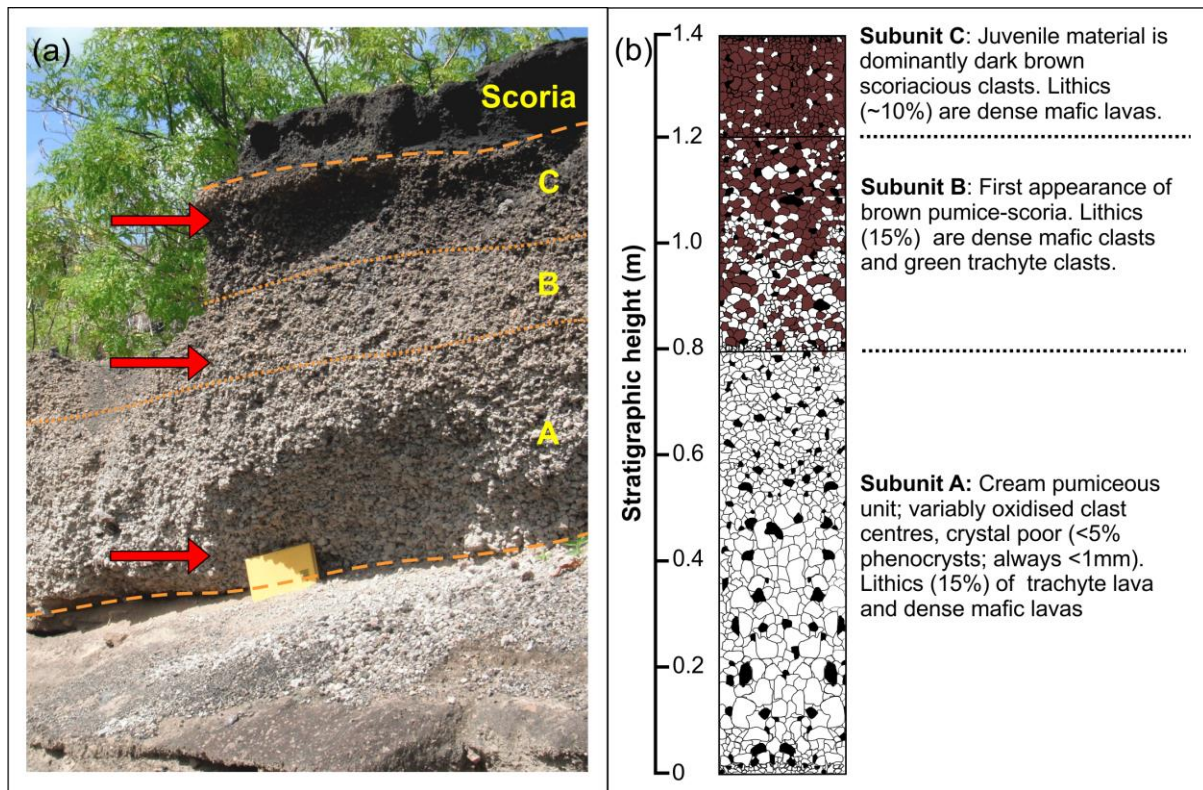 (a)
Scoria
C
B
A
(b)
Stratigraphic height (m)
1.4
1.2
1.0
0.8
0.6
0.4
0.2
0
Subunit C: Juvenile material is
dominantly dark brown
scoriacious clasts. Lithics
(~10%) are dense mafic lavas.
Subunit B: First appearance of
brown pumice-scoria. Lithics
(15%) are dense mafic clasts
and green trachyte clasts.
Subunit A: Cream pumiceous
unit; variably oxidised clast
centres, crystal poor (<5%
phenocrysts; always <1mm).
Lithics (15%) of trachyte lava
and dense mafic lavas